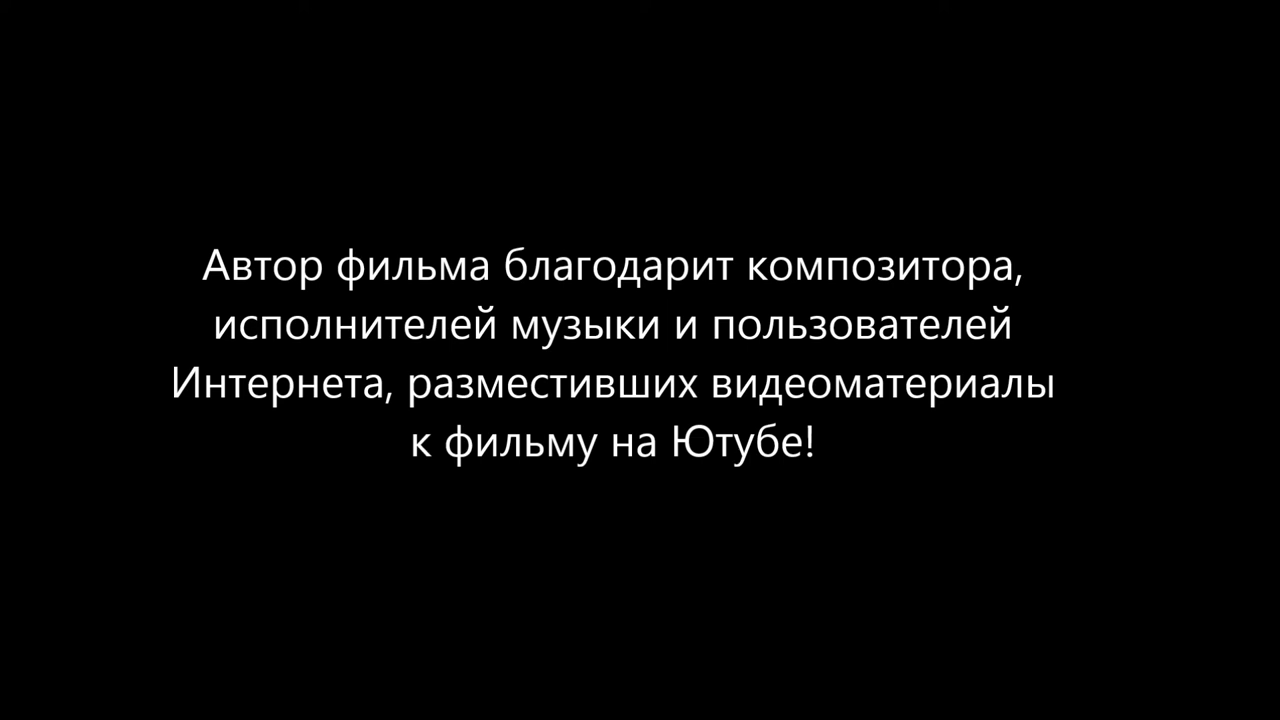 Автор фильма благодарит композитора,
исполнителей музыки и пользователей
Интернета, разместивших видеоматериалы
к фильму на Ютубе!